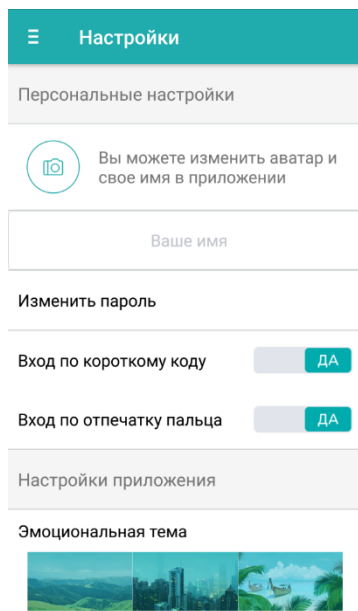 Настройки
Персональные настройки
Вы можете изменить аватар и
свое имя в приложении
Ваше имя
Изменить пароль
Вход по короткому коду
ДА
Вход по отпечатку пальца
ДА
Настройки приложения
Эмоциональная тема